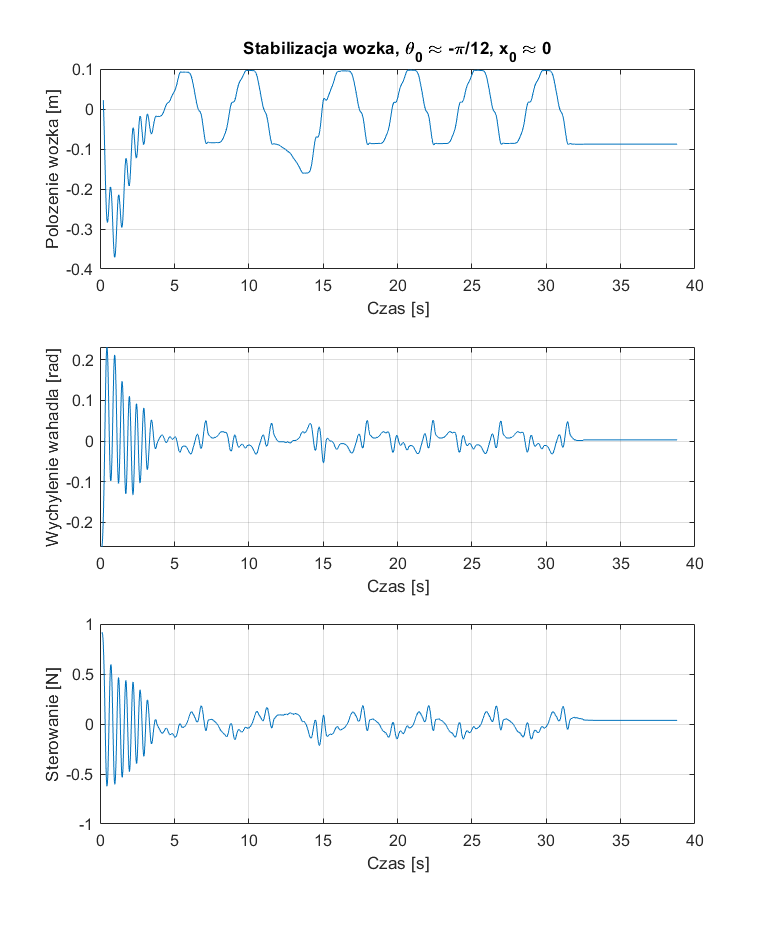 Stabilizacja wozka, θ₀ ≈ -π/12, x₀ ≈ 0
Polozenie wozka [m]
0.1
0
-0.1
-0.2
-0.3
-0.4
0 5 10 15 20 25 30 35 40
Czas [s]
Wychylenie wahadla [rad]
0.2
0.1
0
-0.1
-0.2
0 5 10 15 20 25 30 35 40
Czas [s]
Sterowanie [N]
1
0.5
0
-0.5
-1
0 5 10 15 20 25 30 35 40
Czas [s]